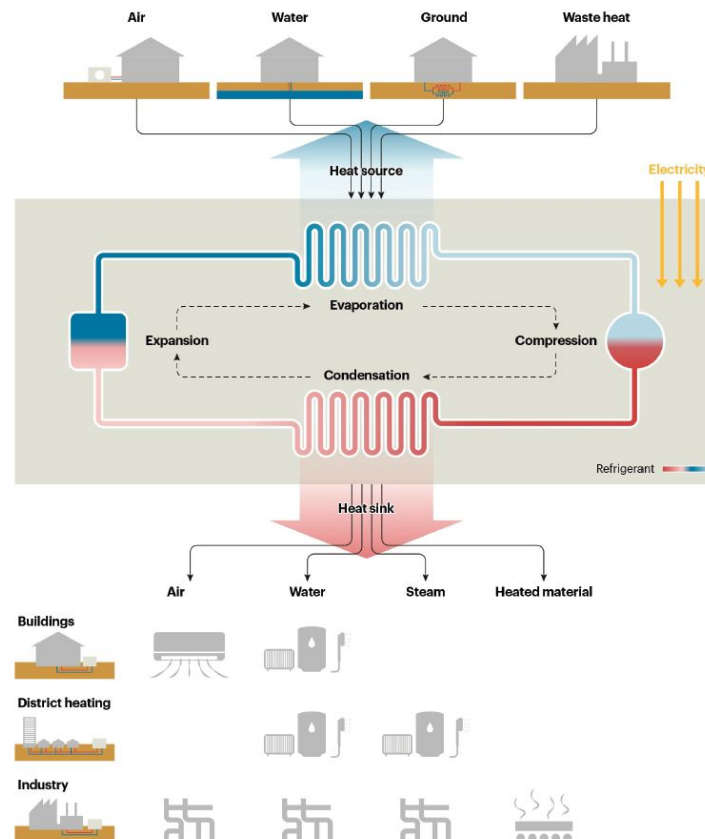 Air Water Ground Waste heat
Heat source
Electricity
Evaporation
Expansion Compression
Condensation
Refrigerant
Heat sink
Air Water Steam Heated material
Buildings
District heating
Industry